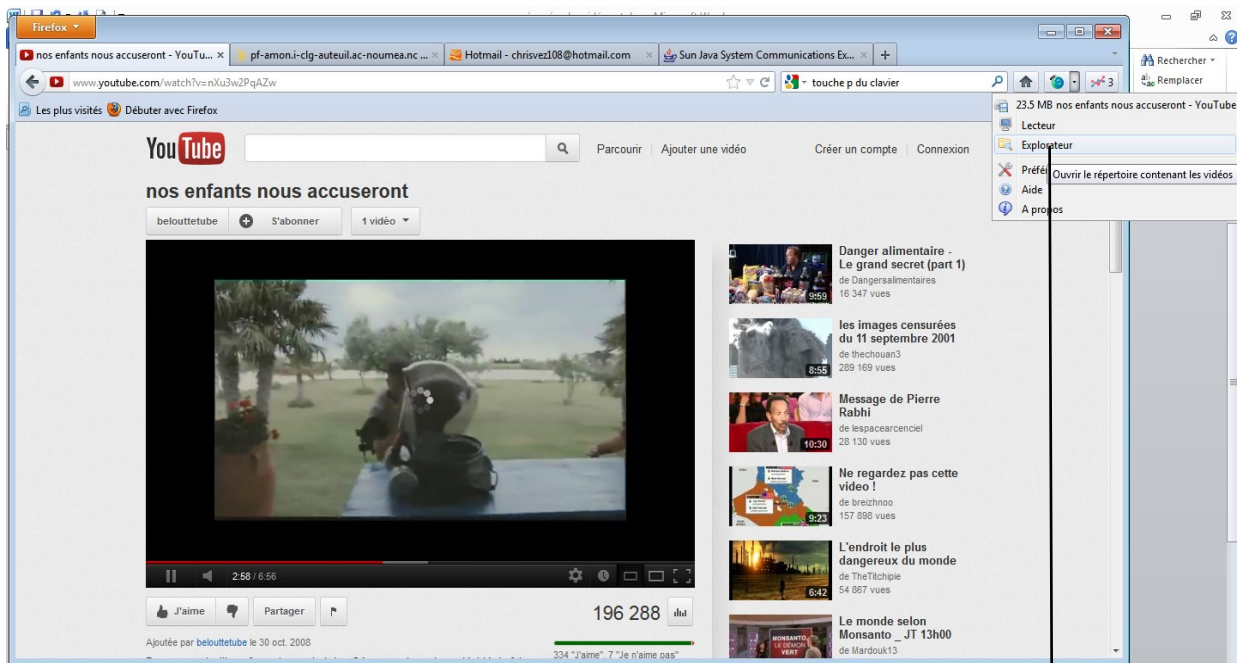 Firefox
nos enfants nous accuseront - YouTu...
pf-amon.i-clg-auteuil.ac-noumea.nc ...
Hotmail - chrisvez108@hotmail.com
Sun Java System Communications Ex...
www.youtube.com/watch?v=nXu3w2PqAZw
touche p du clavier
3
Rechercher
Remplacer
Les plus visités
Débuter avec Firefox
23.5 MB nos enfants nous accuseront - YouTube
Lecteur
Explorateur
Ouvrir le répertoire contenant les vidéos
Aide
A propos
You Tube
Parcourir
Ajouter une vidéo
Créer un compte
Connexion
nos enfants nous accuseront
belouttetube
S'abonner
1 vidéo
2:58 / 6:56
J'aime
Partager
196 288
Ajoutée par belouttetube le 30 oct. 2008
334 "J'aime", 7 "Je n'aime pas"
9:59
Danger alimentaire -
Le grand secret (part 1)
de Dangersalimentaires
16 347 vues
8:55
les images censurées
du 11 septembre 2001
de thechouan3
289 169 vues
10:30
Message de Pierre
Rabhi
de lespacearcenciel
28 130 vues
9:23
Ne regardez pas cette
video !
de breizhnoo
157 898 vues
6:42
L'endroit le plus
dangereux du monde
de TheTitchipie
54 867 vues
MONSANTO
LE DEMON
VERT
Le monde selon
Monsanto _ JT 13h00
de Mardouk13